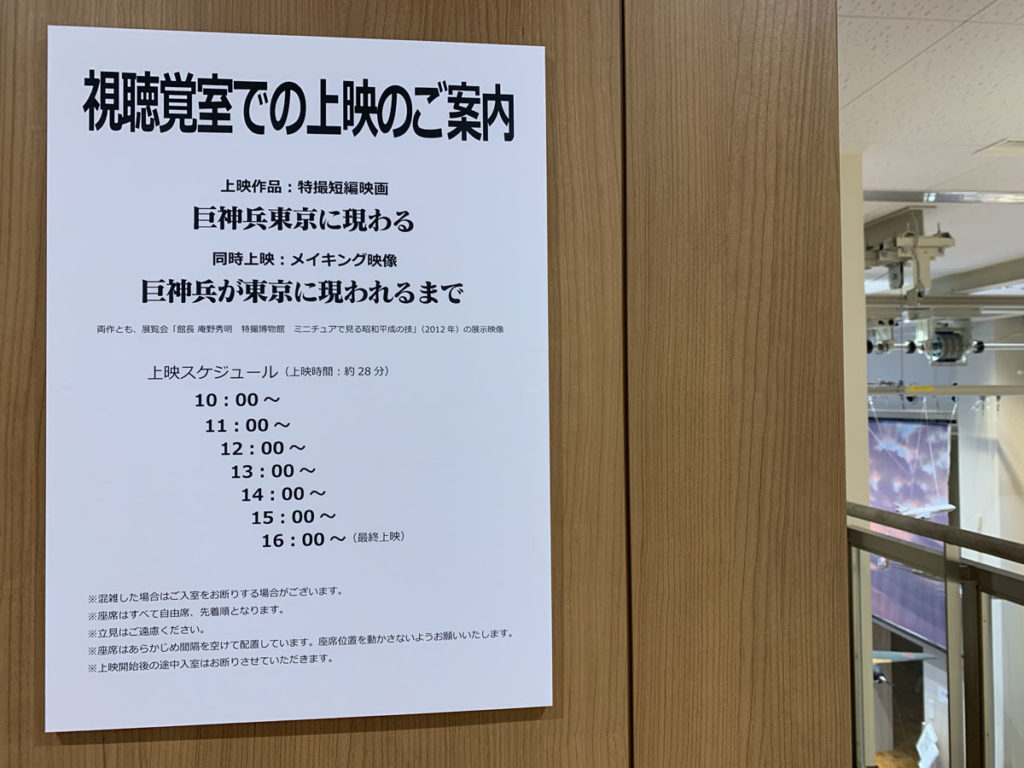 視聴覚室での上映のご案内
上映作品：特撮短編映画
巨神兵東京に現わる
同時上映：メイキング映像
巨神兵が東京に現われるまで
両作とも、展覧会「館長 庵野秀明　特撮博物館　ミニチュアで見る昭和平成の技」（2012 年）の展示映像
上映スケジュール（上映時間：約 28 分）
10：00 ～
11：00 ～
12：00 ～
13：00 ～
14：00 ～
15：00 ～
16：00 ～（最終上映）
※混雑した場合はご入室をお断りする場合がございます。
※座席はすべて自由席、先着順となります。
※立見はご遠慮ください。
※座席はあらかじめ間隔を空けて配置しています。座席位置を動かさないようお願いいたします。
※上映開始後の途中入室はお断りさせていただきます。